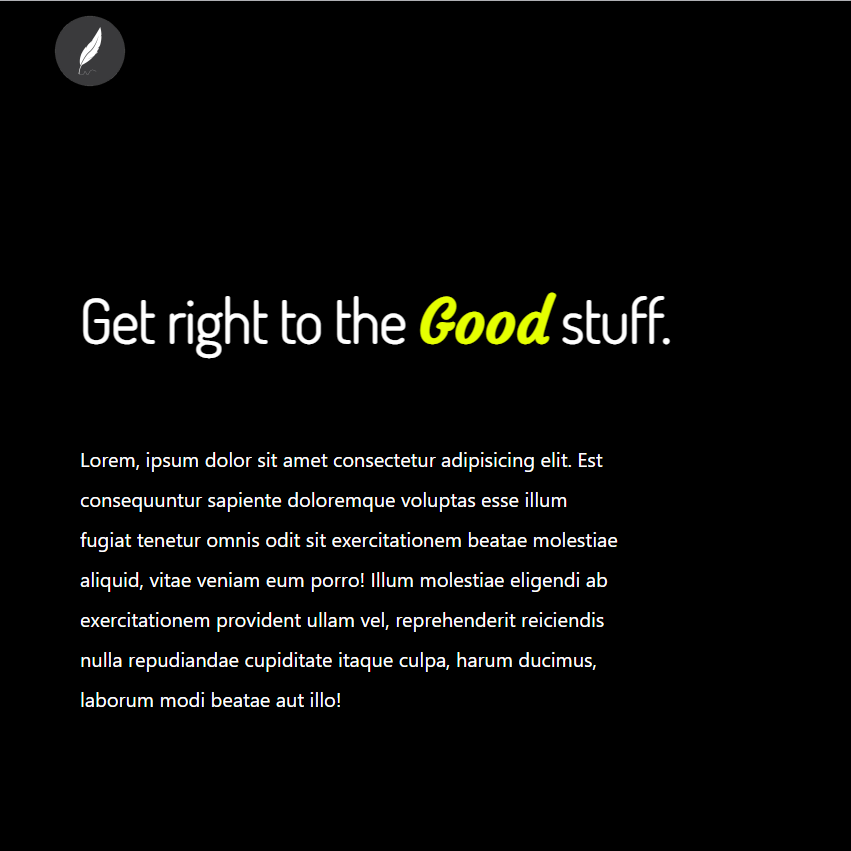 Get right to the Good stuff.
Lorem, ipsum dolor sit amet consectetur adipisicing elit. Est
consequuntur sapiente doloremque voluptas esse illum
fugiat tenetur omnis odit sit exercitationem beatae molestiae
aliquid, vitae veniam eum porro! Illum molestiae eligendi ab
exercitationem provident ullam vel, reprehenderit reiciendis
nulla repudiandae cupiditate itaque culpa, harum ducimus,
laborum modi beatae aut illo!